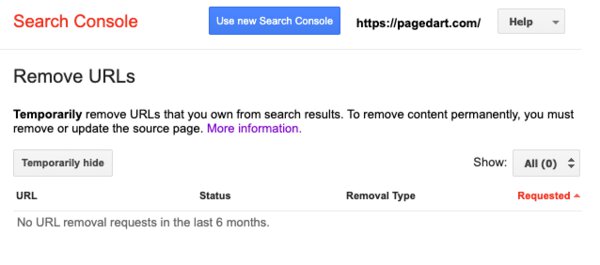 Search Console
Use new Search Console
https://pagedart.com/
Help
Remove URLs
Temporarily remove URLs that you own from search results. To remove content permanently, you must
remove or update the source page. More information.
Temporarily hide
Show:
All (0)
URL Status Removal Type Requested
No URL removal requests in the last 6 months.